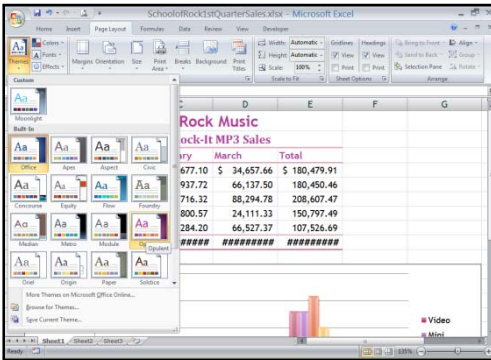 SchoolofRock1stQuarterSales.xlsx - Microsoft Excel
Home Insert Page Layout Formulas Data Review View Developer
Themes Colors Fonts Effects
Margins Orientation Size Print Area Breaks Background Print Titles
Width: Automatic
Height: Automatic
Scale: 100%
Scale to Fit
Gridlines Headings
View View
Print Print
Sheet Options
Bring to Front
Send to Back
Selection Pane
Align
Group
Rotate
Arrange
Custom
Moonlight
Built-In
Office Apex Aspect Civic
Concourse Equity Flow Foundry
Median Metro Module
Opulent
Oriel Origin Paper Solstice
More Themes on Microsoft Office Online...
Browse for Themes...
Save Current Theme...
D E F G
Rock Music
ock-It MP3 Sales
ary March Total
677.10 $ 34,657.66 $ 180,479.91
937.72 66,137.50 180,450.46
716.32 88,294.78 208,607.47
800.57 24,111.33 150,797.49
284.20 66,527.37 107,526.69
##### ######### #########
Video
Mini
Sheet1 Sheet2 Sheet3
Ready 135%